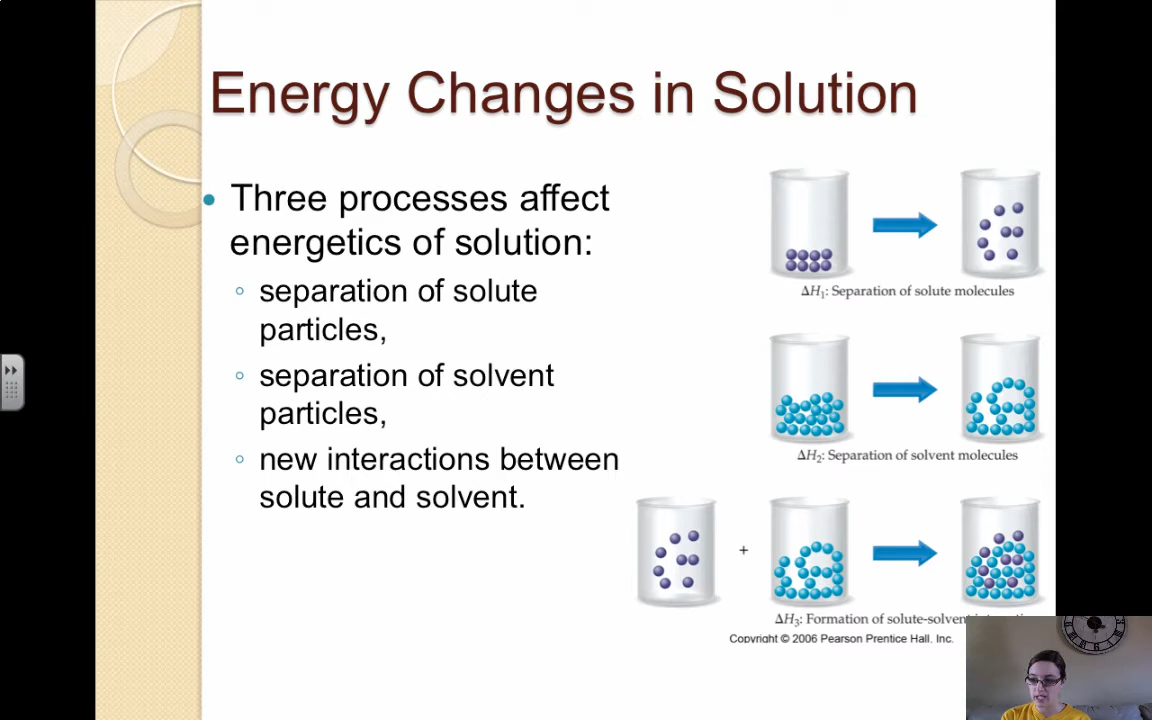 Energy Changes in Solution
Three processes affect
energetics of solution:
separation of solute
particles,
separation of solvent
particles,
new interactions between
solute and solvent.
ΔH₁: Separation of solute molecules
ΔH₂: Separation of solvent molecules
+
ΔH₃: Formation of solute-solvent
Copyright © 2006 Pearson Prentice Hall, Inc.